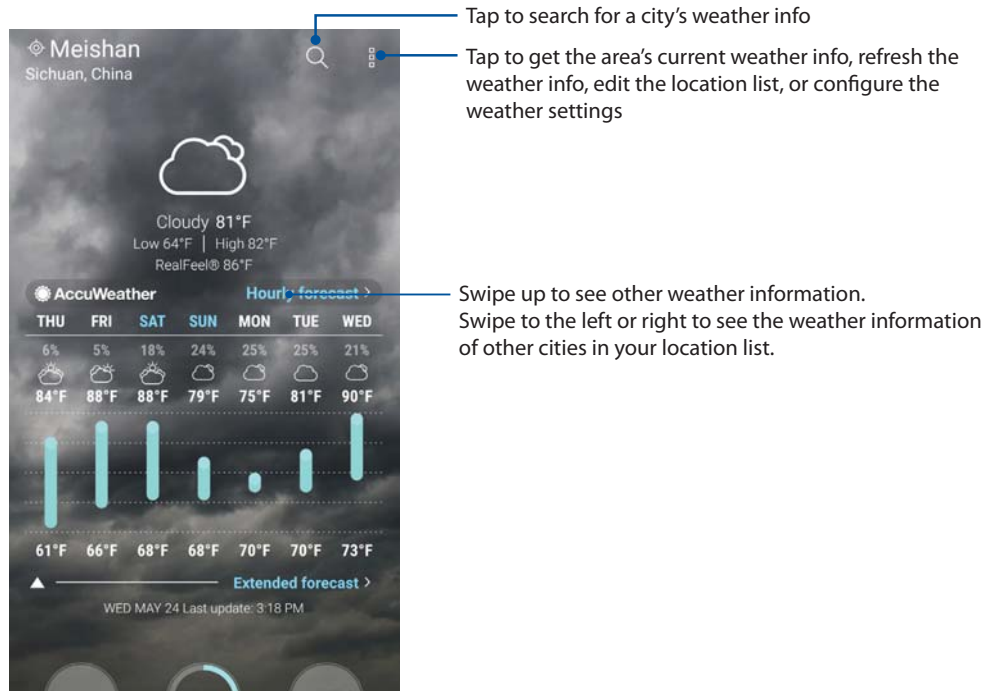 Tap to search for a city's weather info
Tap to get the area's current weather info, refresh the
weather info, edit the location list, or configure the
weather settings
Meishan
Sichuan, China
Cloudy 81°F
Low 64°F | High 82°F
RealFeel® 86°F
AccuWeather Hourly forecast >
Swipe up to see other weather information.
Swipe to the left or right to see the weather information
of other cities in your location list.
THU FRI SAT SUN MON TUE WED
6% 5% 18% 24% 25% 25% 21%
84°F 88°F 88°F 79°F 75°F 81°F 90°F
61°F 66°F 68°F 68°F 70°F 70°F 73°F
Extended forecast >
WED MAY 24 Last update: 3:18 PM